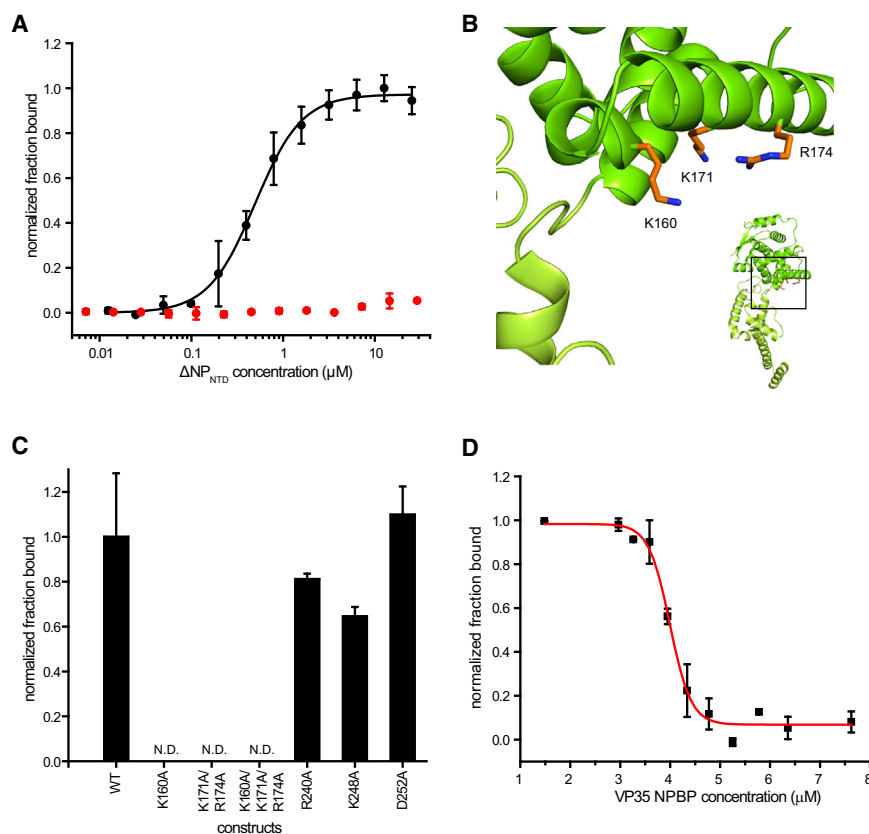 A
normalized fraction bound
1.2
1.0
0.8
0.6
0.4
0.2
0.0
0.01
0.1
1
10
ΔNP_NTD concentration (µM)
B
K160
K171
R174
C
normalized fraction bound
1.2
1.0
0.8
0.6
0.4
0.2
0.0
N.D.
N.D.
N.D.
WT
K160A
K171A/
R174A
K160A/
K171A/
R174A
R240A
K248A
D252A
constructs
D
normalized fraction bound
1.2
1.0
0.8
0.6
0.4
0.2
0.0
1
2
3
4
5
6
7
8
VP35 NPBP concentration (µM)